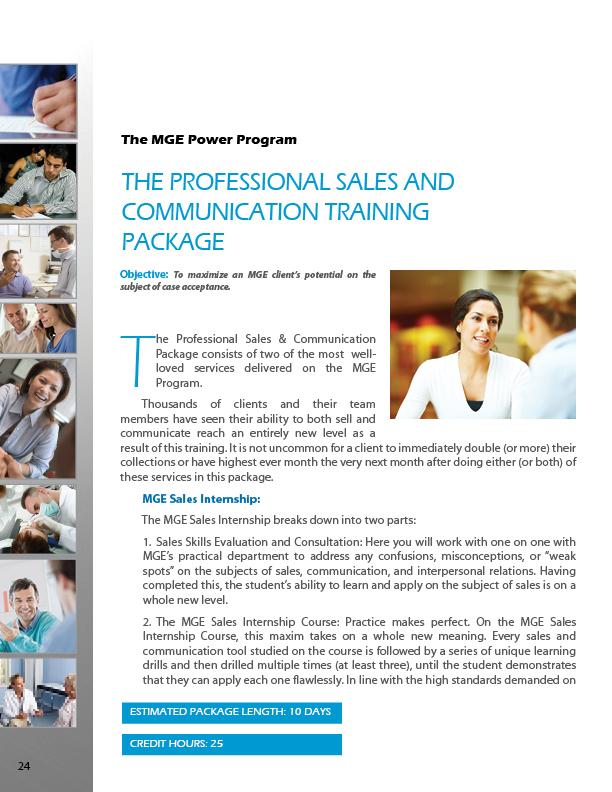 The MGE Power Program
THE PROFESSIONAL SALES AND
COMMUNICATION TRAINING
PACKAGE
Objective: To maximize an MGE client's potential on the
subject of case acceptance.
The Professional Sales & Communication
Package consists of two of the most well-
loved services delivered on the MGE
Program.
Thousands of clients and their team
members have seen their ability to both sell and
communicate reach an entirely new level as a
result of this training. It is not uncommon for a client to immediately double (or more) their
collections or have highest ever month the very next month after doing either (or both) of
these services in this package.
MGE Sales Internship:
The MGE Sales Internship breaks down into two parts:
1. Sales Skills Evaluation and Consultation: Here you will work with one on one with
MGE's practical department to address any confusions, misconceptions, or "weak
spots" on the subjects of sales, communication, and interpersonal relations. Having
completed this, the student's ability to learn and apply on the subject of sales is on a
whole new level.
2. The MGE Sales Internship Course: Practice makes perfect. On the MGE Sales
Internship Course, this maxim takes on a whole new meaning. Every sales and
communication tool studied on the course is followed by a series of unique learning
drills and then drilled multiple times (at least three), until the student demonstrates
that they can apply each one flawlessly. In line with the high standards demanded on
ESTIMATED PACKAGE LENGTH: 10 DAYS
CREDIT HOURS: 25
24